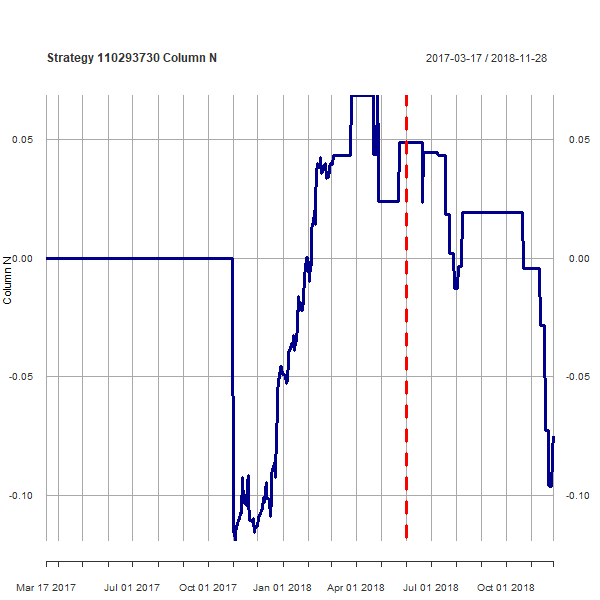 Strategy 110293730 Column N
2017-03-17 / 2018-11-28
0.05 0.05
0.00 0.00
-0.05 -0.05
-0.10 -0.10
Column N
Mar 17 2017 Jul 01 2017 Oct 01 2017 Jan 01 2018 Apr 01 2018 Jul 01 2018 Oct 01 2018